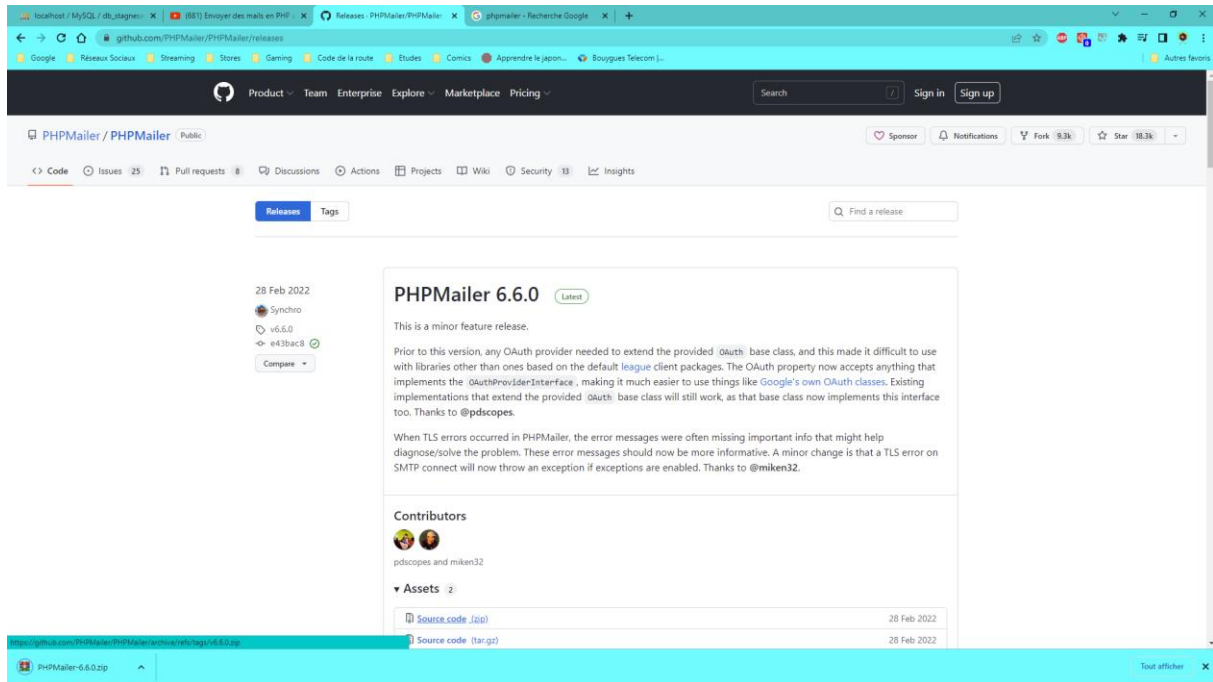 localhost / MySQL / db_stagnes
(681) Envoyer des mails en PHP
Releases · PHPMailer/PHPMailer
phpmailer - Recherche Google
github.com/PHPMailer/PHPMailer/releases
Google Réseaux Sociaux Streaming Stores Gaming Code de la route Etudes Comics Apprendre le japon... Bouygues Telecom |... Autres favoris
Product Team Enterprise Explore Marketplace Pricing Search / Sign in Sign up
PHPMailer / PHPMailer Public Sponsor Notifications Fork 9.3k Star 18.3k
Code Issues 25 Pull requests 8 Discussions Actions Projects Wiki Security 13 Insights
Releases Tags Find a release
28 Feb 2022
Synchro
v6.6.0
e43bac8
Compare
PHPMailer 6.6.0 Latest
This is a minor feature release.
Prior to this version, any OAuth provider needed to extend the provided OAuth base class, and this made it difficult to use
with libraries other than ones based on the default league client packages. The OAuth property now accepts anything that
implements the OAuthProviderInterface, making it much easier to use things like Google's own OAuth classes. Existing
implementations that extend the provided OAuth base class will still work, as that base class now implements this interface
too. Thanks to @pdscopes.
When TLS errors occurred in PHPMailer, the error messages were often missing important info that might help
diagnose/solve the problem. These error messages should now be more informative. A minor change is that a TLS error on
SMTP connect will now throw an exception if exceptions are enabled. Thanks to @miken32.
Contributors
pdscopes and miken32
Assets 2
Source code (zip) 28 Feb 2022
Source code (tar.gz) 28 Feb 2022
https://github.com/PHPMailer/PHPMailer/archive/refs/tags/v6.6.0.zip
PHPMailer-6.6.0.zip Tout afficher